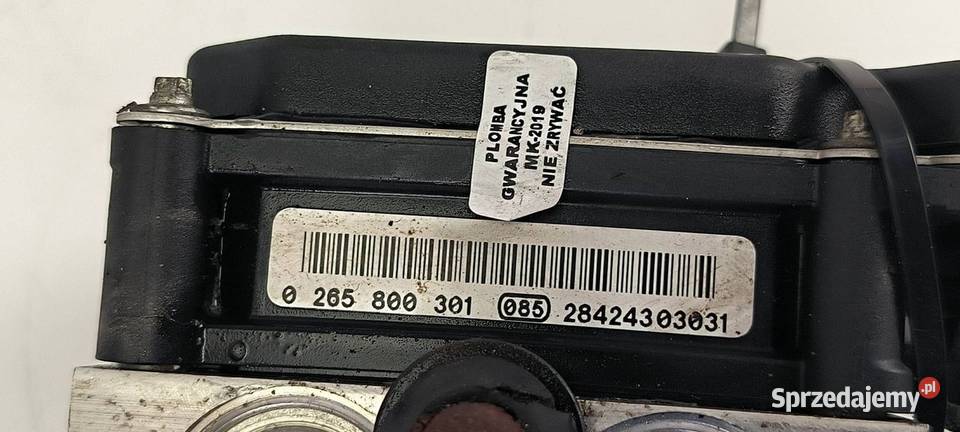 PLOMBA
GWARANCYJNA
MK-2019
NIE ZRYWAĆ
0 265 800 301 085 28424303031
Sprzedajemy.pl